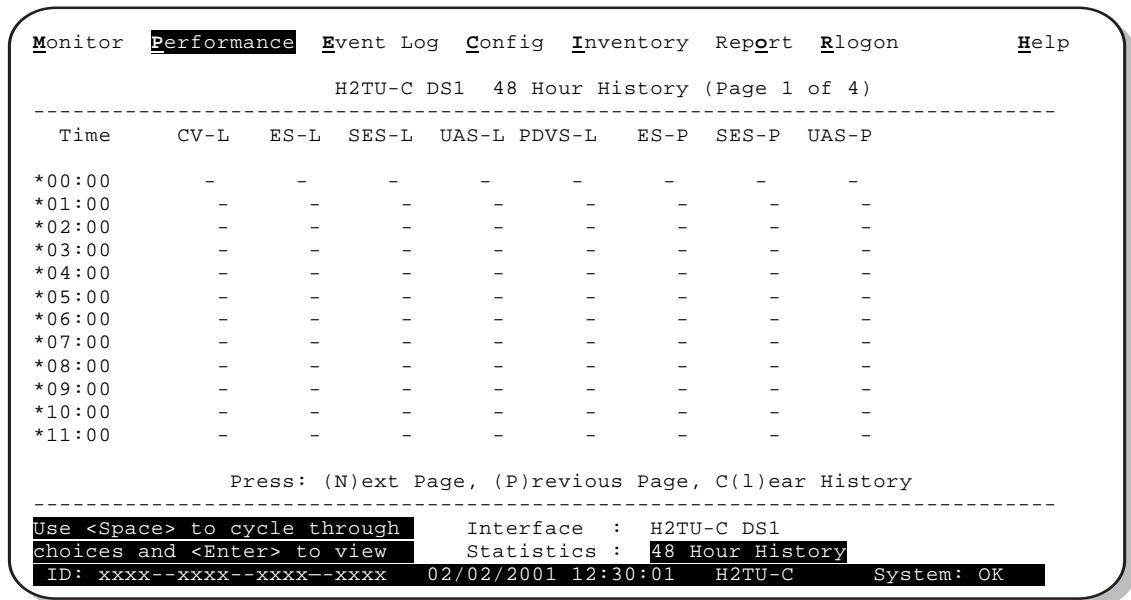 Monitor  Performance  Event Log  Config  Inventory  Report  Rlogon  Help
H2TU-C DS1  48 Hour History (Page 1 of 4)
------------------------------------------------------------------------------
Time  CV-L  ES-L  SES-L  UAS-L PDVS-L  ES-P  SES-P  UAS-P
*00:00  -  -  -  -  -  -  -  -
*01:00  -  -  -  -  -  -  -  -
*02:00  -  -  -  -  -  -  -  -
*03:00  -  -  -  -  -  -  -  -
*04:00  -  -  -  -  -  -  -  -
*05:00  -  -  -  -  -  -  -  -
*06:00  -  -  -  -  -  -  -  -
*07:00  -  -  -  -  -  -  -  -
*08:00  -  -  -  -  -  -  -  -
*09:00  -  -  -  -  -  -  -  -
*10:00  -  -  -  -  -  -  -  -
*11:00  -  -  -  -  -  -  -  -
Press: (N)ext Page, (P)revious Page, C(l)ear History
------------------------------------------------------------------------------
Use <Space> to cycle through  Interface  :  H2TU-C DS1
choices and <Enter> to view  Statistics :  48 Hour History
ID: xxxx--xxxx--xxxx--xxxx  02/02/2001 12:30:01  H2TU-C  System: OK